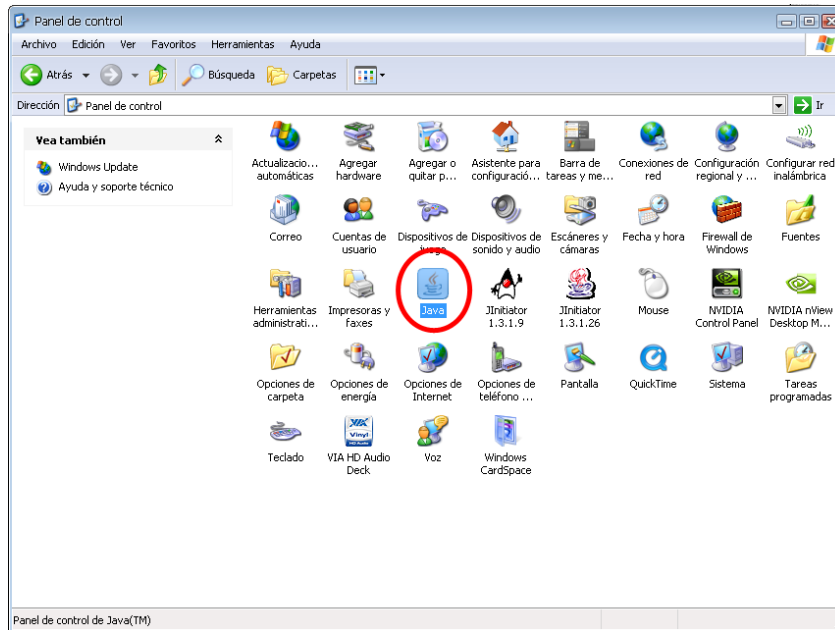 Panel de control
Archivo Edición Ver Favoritos Herramientas Ayuda
Atrás Búsqueda Carpetas
Dirección Panel de control Ir
Vea también
Windows Update
Ayuda y soporte técnico
Actualizacio...
automáticas
Agregar
hardware
Agregar o
quitar p...
Asistente para
configuració...
Barra de
tareas y me...
Conexiones de
red
Configuración
regional y ...
Configurar red
inalámbrica
Correo
Cuentas de
usuario
Dispositivos de
juego
Dispositivos de
sonido y audio
Escáneres y
cámaras
Fecha y hora
Firewall de
Windows
Fuentes
Herramientas
administrati...
Impresoras y
faxes
Java
JInitiator
1.3.1.9
JInitiator
1.3.1.26
Mouse
NVIDIA
Control Panel
NVIDIA nView
Desktop M...
Opciones de
carpeta
Opciones de
energía
Opciones de
Internet
Opciones de
teléfono ...
Pantalla
QuickTime
Sistema
Tareas
programadas
Teclado
VIA
Vinyl
VIA HD Audio
Deck
Voz
Windows
CardSpace
Panel de control de Java(TM)